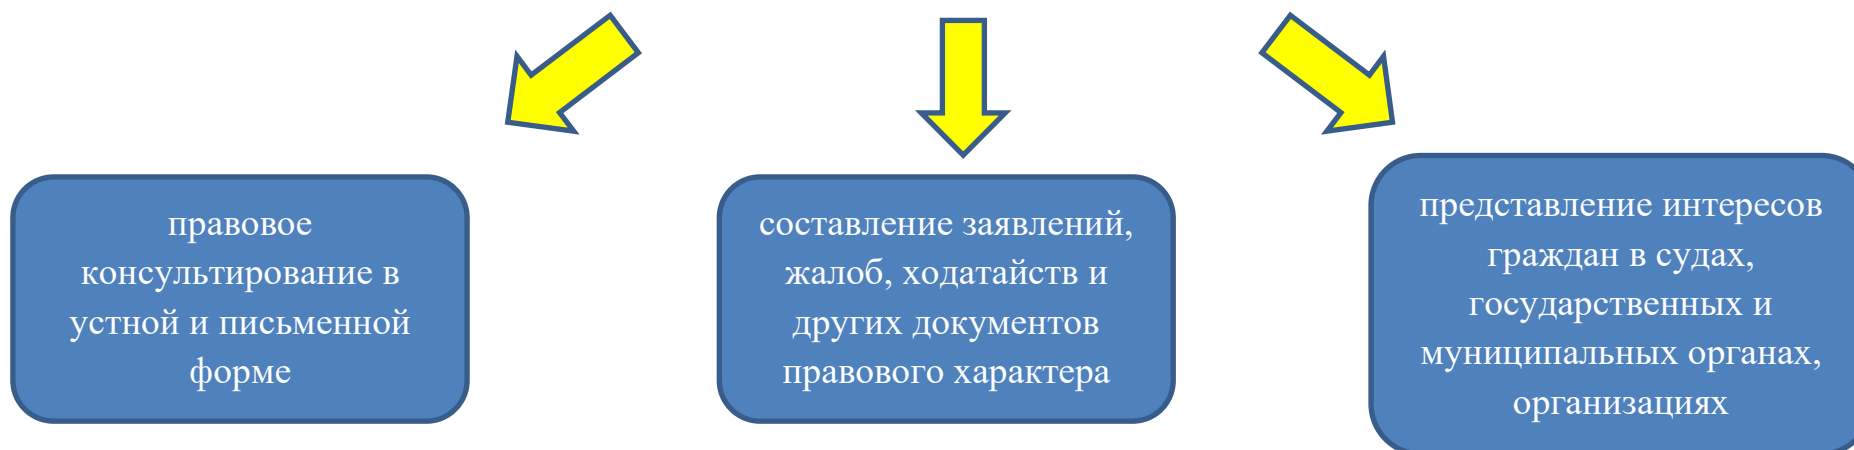 правовое
консультирование в
устной и письменной
форме
составление заявлений,
жалоб, ходатайств и
других документов
правового характера
представление интересов
граждан в судах,
государственных и
муниципальных органах,
организациях